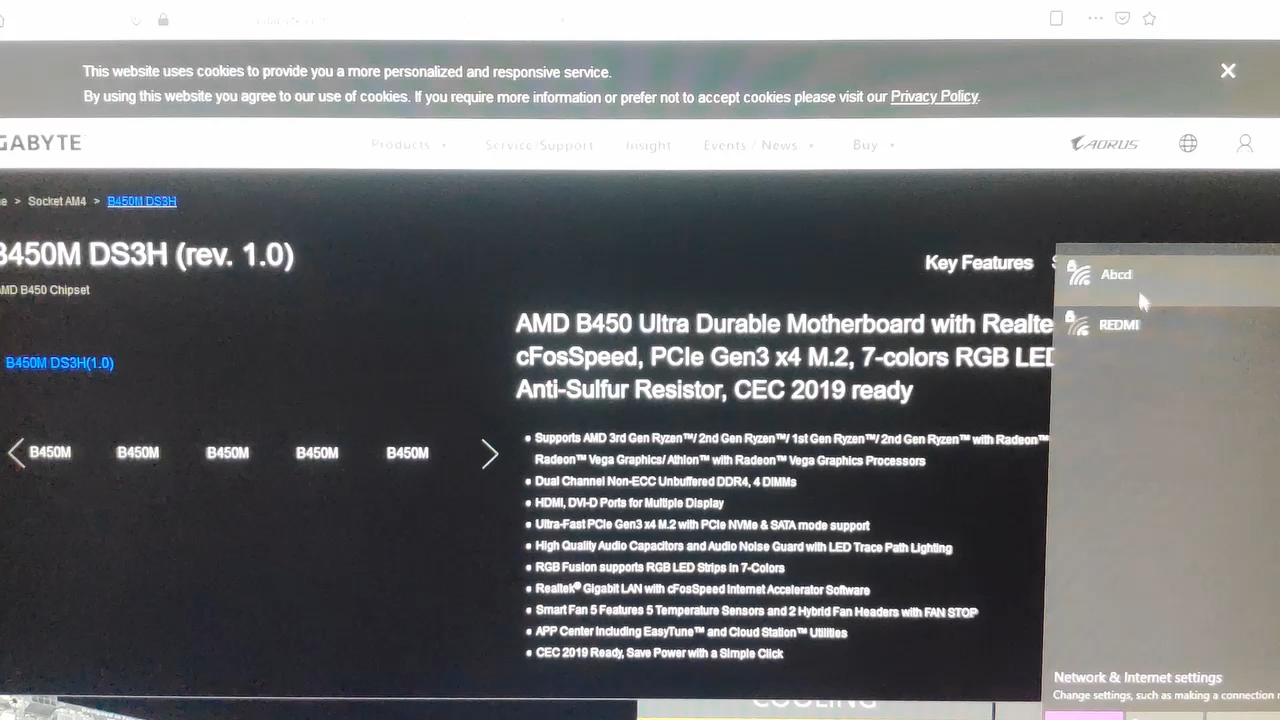 This website uses cookies to provide you a more personalized and responsive service.
By using this website you agree to our use of cookies. If you require more information or prefer not to accept cookies please visit our Privacy Policy.
GABYTE
Products
Service/Support
Insight
Events / News
Buy
AORUS
e > Socket AM4 > B450M DS3H
B450M DS3H (rev. 1.0)
AMD B450 Chipset
Key Features S
Abcd
REDMI
B450M DS3H(1.0)
AMD B450 Ultra Durable Motherboard with Realte
cFosSpeed, PCIe Gen3 x4 M.2, 7-colors RGB LED
Anti-Sulfur Resistor, CEC 2019 ready
B450M B450M B450M B450M B450M
• Supports AMD 3rd Gen Ryzen™/ 2nd Gen Ryzen™/ 1st Gen Ryzen™/ 2nd Gen Ryzen™ with Radeon™
Radeon™ Vega Graphics/ Athlon™ with Radeon™ Vega Graphics Processors
• Dual Channel Non-ECC Unbuffered DDR4, 4 DIMMs
• HDMI, DVI-D Ports for Multiple Display
• Ultra-Fast PCIe Gen3 x4 M.2 with PCIe NVMe & SATA mode support
• High Quality Audio Capacitors and Audio Noise Guard with LED Trace Path Lighting
• RGB Fusion supports RGB LED Strips in 7-Colors
• Realtek® Gigabit LAN with cFosSpeed Internet Accelerator Software
• Smart Fan 5 Features 5 Temperature Sensors and 2 Hybrid Fan Headers with FAN STOP
• APP Center Including EasyTune™ and Cloud Station™ Utilities
• CEC 2019 Ready, Save Power with a Simple Click
Network & Internet settings
Change settings, such as making a connection
COOLING